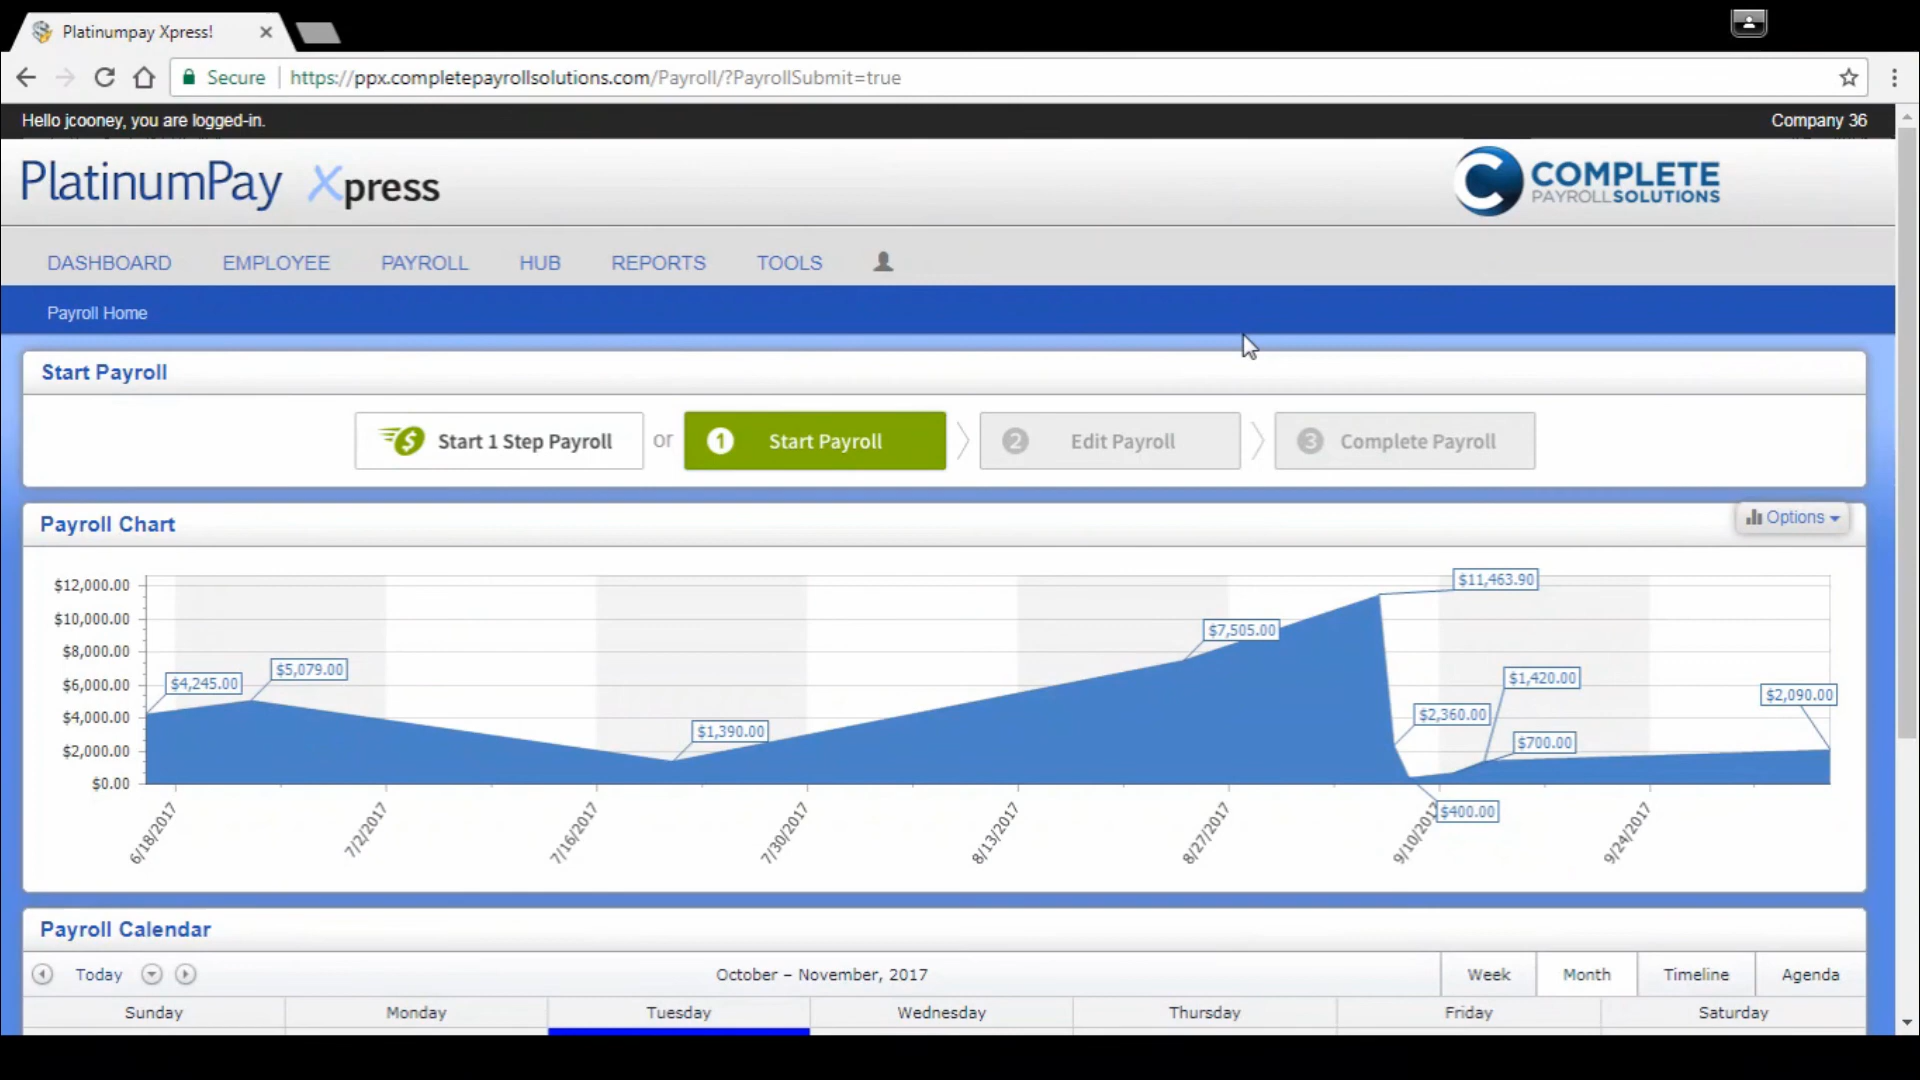 Platinumpay Xpress!
Secure https://ppx.completepayrollsolutions.com/Payroll/?PayrollSubmit=true
Hello jcooney, you are logged-in. Company 36
PlatinumPay Xpress
COMPLETE
PAYROLLSOLUTIONS
DASHBOARD EMPLOYEE PAYROLL HUB REPORTS TOOLS
Payroll Home
Start Payroll
$ Start 1 Step Payroll or 1 Start Payroll 2 Edit Payroll 3 Complete Payroll
Payroll Chart Options
$12,000.00
$10,000.00
$8,000.00
$6,000.00
$4,000.00
$2,000.00
$0.00
$4,245.00
$5,079.00
$1,390.00
$7,505.00
$11,463.90
$2,360.00
$400.00
$700.00
$1,420.00
$2,090.00
6/18/2017 7/2/2017 7/16/2017 7/30/2017 8/13/2017 8/27/2017 9/10/2017 9/24/2017
Payroll Calendar
Today October – November, 2017 Week Month Timeline Agenda
Sunday Monday Tuesday Wednesday Thursday Friday Saturday